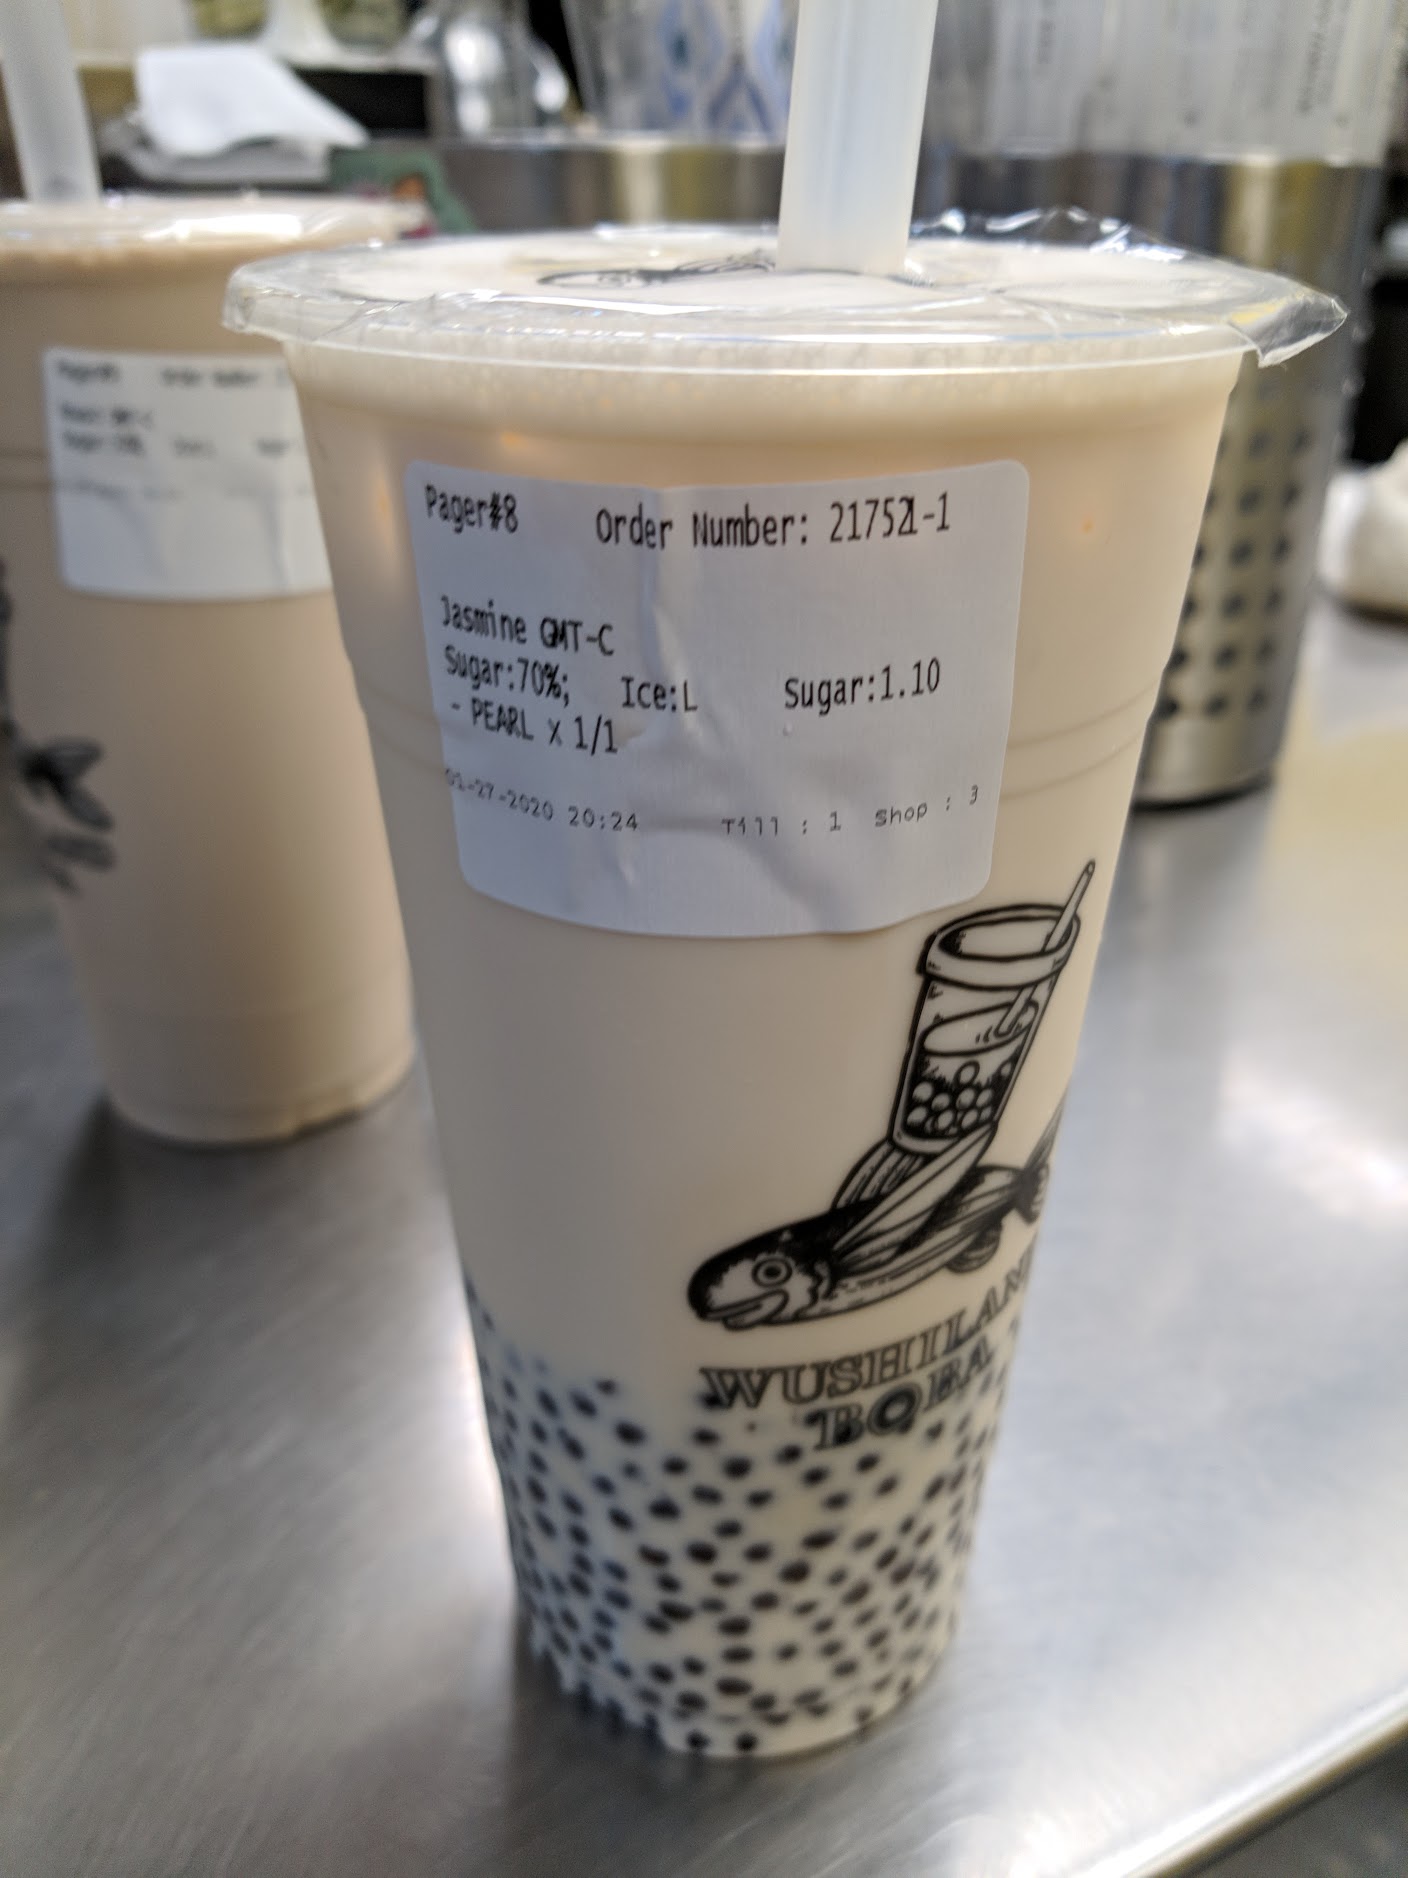 Pager#8 Order Number: 217521-1
Jasmine GMT-C
Sugar:70%; Ice:L Sugar:1.10
- PEARL x 1/1
01-27-2020 20:24 Till : 1 Shop : 3
WUSHILAN
BOBA